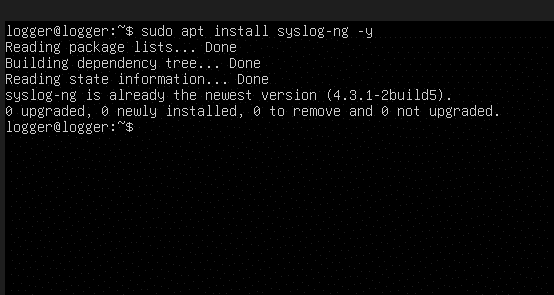 logger@logger:~$ sudo apt install syslog-ng -y
Reading package lists... Done
Building dependency tree... Done
Reading state information... Done
syslog-ng is already the newest version (4.3.1-2build5).
0 upgraded, 0 newly installed, 0 to remove and 0 not upgraded.
logger@logger:~$